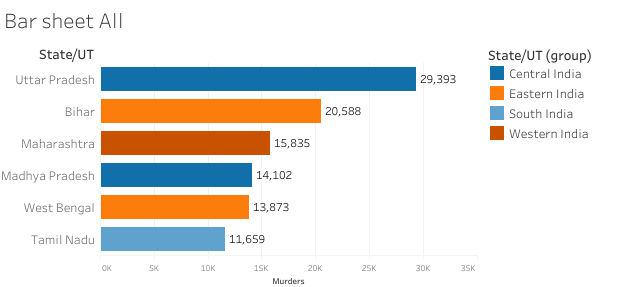 Bar sheet All
State/UT
Uttar Pradesh 29,393
Bihar 20,588
Maharashtra 15,835
Madhya Pradesh 14,102
West Bengal 13,873
Tamil Nadu 11,659
0K 5K 10K 15K 20K 25K 30K 35K
Murders
State/UT (group)
Central India
Eastern India
South India
Western India